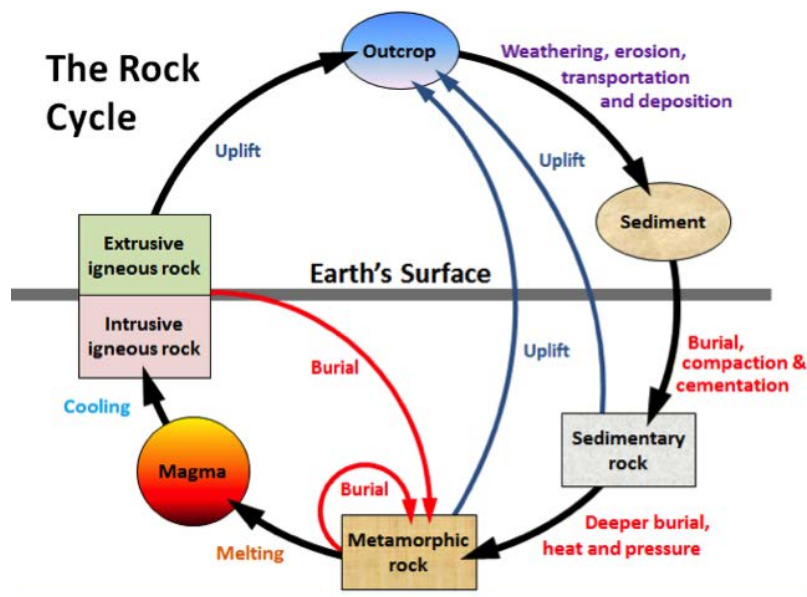 The Rock
Cycle
Outcrop
Weathering, erosion,
transportation
and deposition
Uplift
Uplift
Sediment
Extrusive
igneous rock
Earth's Surface
Intrusive
igneous rock
Burial
Uplift
Burial,
compaction &
cementation
Cooling
Sedimentary
rock
Magma
Burial
Metamorphic
rock
Deeper burial,
heat and pressure
Melting